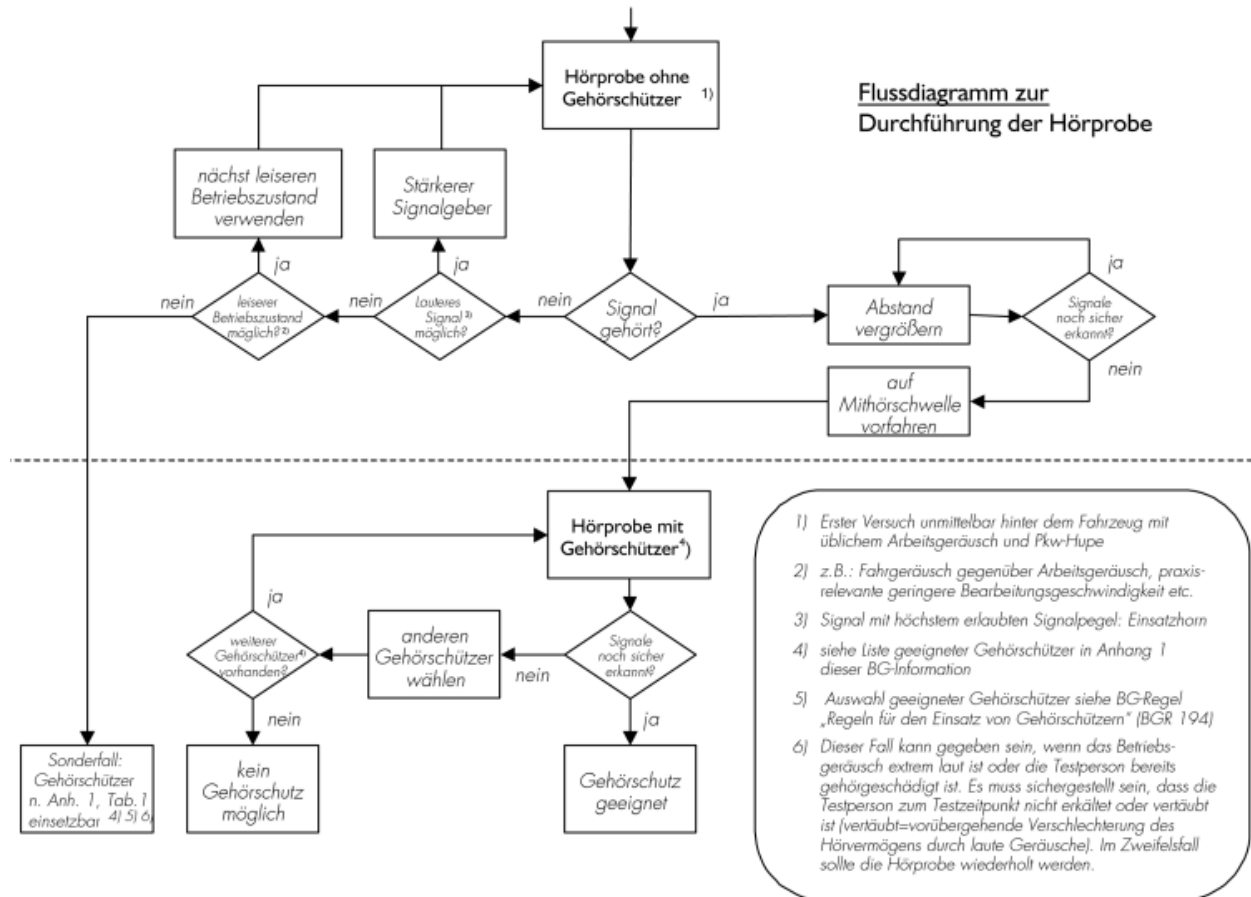 Hörprobe ohne
Gehörschützer 1)
Flussdiagramm zur
Durchführung der Hörprobe
nächst leiseren
Betriebszustand
verwenden
Stärkerer
Signalgeber
ja
ja
ja
nein
leiserer
Betriebszustand
möglich? 2)
nein
Lauteres
Signal 3)
möglich?
nein
Signal
gehört?
ja
Abstand
vergrößern
Signale
noch sicher
erkannt?
nein
auf
Mithörschwelle
vorfahren
Hörprobe mit
Gehörschützer4)
ja
weiterer
Gehörschützer4)
vorhanden?
anderen
Gehörschützer
wählen
nein
Signale
noch sicher
erkannt?
nein
ja
Sonderfall:
Gehörschützer
n. Anh. 1, Tab.1
einsetzbar 4) 5) 6)
kein
Gehörschutz
möglich
Gehörschutz
geeignet
1) Erster Versuch unmittelbar hinter dem Fahrzeug mit
üblichem Arbeitsgeräusch und Pkw-Hupe
2) z.B.: Fahrgeräusch gegenüber Arbeitsgeräusch, praxis-
relevante geringere Bearbeitungsgeschwindigkeit etc.
3) Signal mit höchstem erlaubten Signalpegel: Einsatzhorn
4) siehe Liste geeigneter Gehörschützer in Anhang 1
dieser BG-Information
5) Auswahl geeigneter Gehörschützer siehe BG-Regel
„Regeln für den Einsatz von Gehörschützern" (BGR 194)
6) Dieser Fall kann gegeben sein, wenn das Betriebs-
geräusch extrem laut ist oder die Testperson bereits
gehörgeschädigt ist. Es muss sichergestellt sein, dass die
Testperson zum Testzeitpunkt nicht erkältet oder vertäubt
ist (vertäubt=vorübergehende Verschlechterung des
Hörvermögens durch laute Geräusche). Im Zweifelsfall
sollte die Hörprobe wiederholt werden.